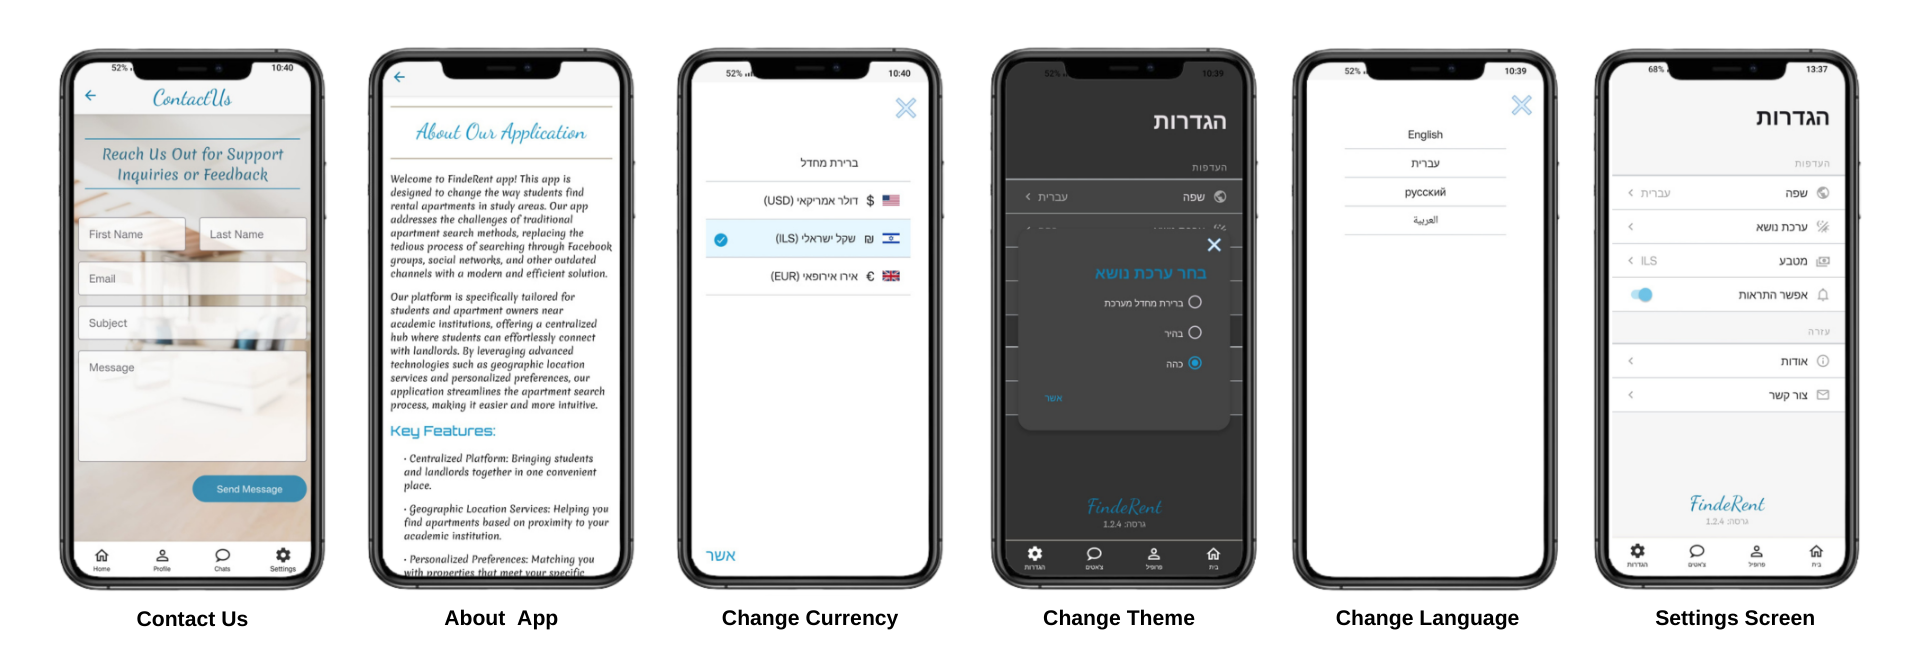 52%
10:40
ContactUs
Reach Us Out for Support
Inquiries or Feedback
First Name
Last Name
Email
Subject
Message
Send Message
Home
Profile
Chats
Settings
Contact Us
About Our Application
Welcome to FindeRent app! This app is
designed to change the way students find
rental apartments in study areas. Our app
addresses the challenges of traditional
apartment search methods, replacing the
tedious process of searching through Facebook
groups, social networks, and other outdated
channels with a modern and efficient solution.
Our platform is specifically tailored for
students and apartment owners near
academic institutions, offering a centralized
hub where students can effortlessly connect
with landlords. By leveraging advanced
technologies such as geographic location
services and personalized preferences, our
application streamlines the apartment search
process, making it easier and more intuitive.
Key Features:
· Centralized Platform: Bringing students
and landlords together in one convenient
place.
· Geographic Location Services: Helping you
find apartments based on proximity to your
academic institution.
· Personalized Preferences: Matching you
with properties that meet your specific
About App
52%
10:40
ברירת מחדל
$ דולר אמריקאי (USD)
₪ שקל ישראלי (ILS)
€ אירו אירופאי (EUR)
אשר
Change Currency
52%
10:39
הגדרות
העדפות
שפה
עברית
בחר ערכת נושא
ברירת מחדל מערכת
בהיר
כהה
אשר
FindeRent
גרסה: 1.2.4
בית
פרופיל
צ'אטים
הגדרות
Change Theme
52%
10:39
English
עברית
русский
العربية
Change Language
68%
13:37
הגדרות
העדפות
שפה
עברית
ערכת נושא
מטבע
ILS
אפשר התראות
עזרה
אודות
צור קשר
FindeRent
גרסה: 1.2.4
בית
פרופיל
צ'אטים
הגדרות
Settings Screen